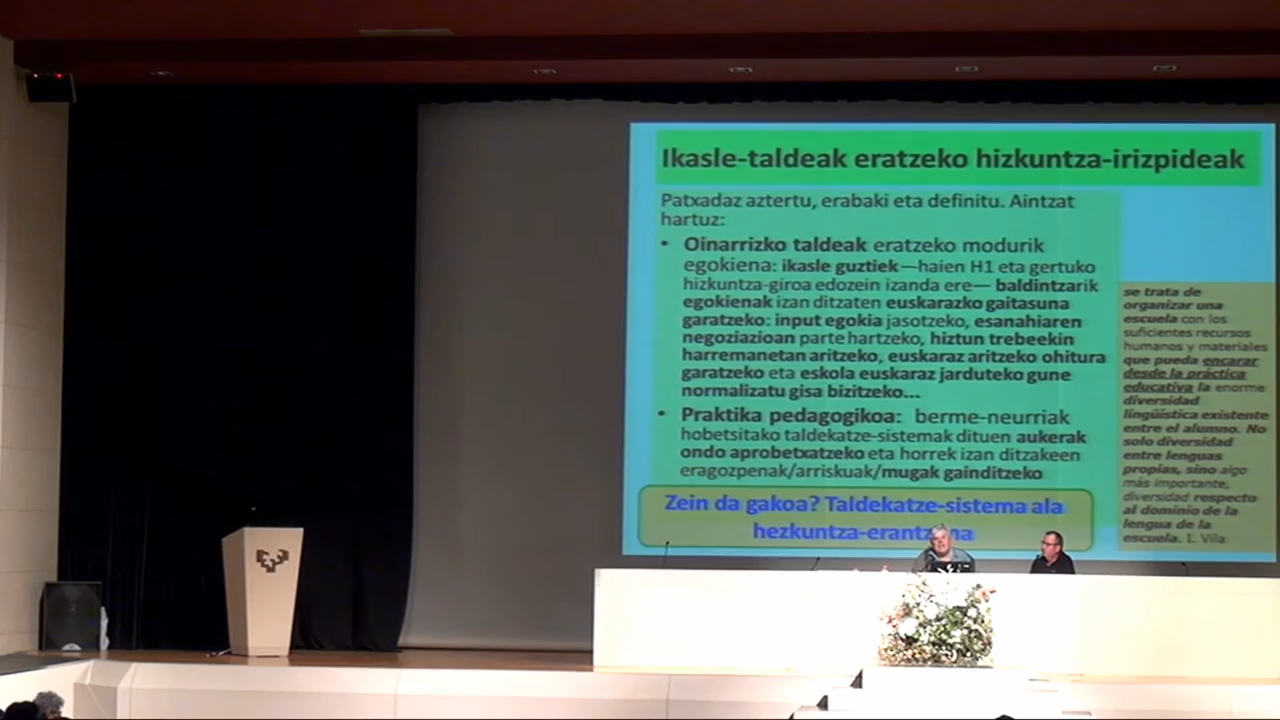 Ikasle-taldeak eratzeko hizkuntza-irizpideak
Patxadaz aztertu, erabaki eta definitu. Aintzat
hartuz:
• Oinarrizko taldeak eratzeko modurik
egokiena: ikasle guztiek —haien H1 eta gertuko
hizkuntza-giroa edozein izanda ere— baldintzarik
egokienak izan ditzaten euskarazko gaitasuna
garatzeko: input egokia jasotzeko, esanahiaren
negoziazioan parte hartzeko, hiztun trebeekin
harremanetan aritzeko, euskaraz aritzeko ohitura
garatzeko eta eskola euskaraz jarduteko gune
normalizatu gisa bizitzeko...
• Praktika pedagogikoa: berme-neurriak
hobetsitako taldekatze-sistemak dituen aukerak
ondo aprobetxatzeko eta horrek izan ditzakeen
eragozpenak/arriskuak/mugak gainditzeko
Zein da gakoa? Taldekatze-sistema ala
se trata de
organizar una
escuela con los
suficientes recursos
humanos y materiales
que pueda encarar
desde la práctica
educativa la enorme
diversidad
lingüística existente
entre el alumno. No
solo diversidad
entre lenguas
propias, sino algo
más importante,
diversidad respecto
al dominio de la
lengua de la
escuela. I. Vila